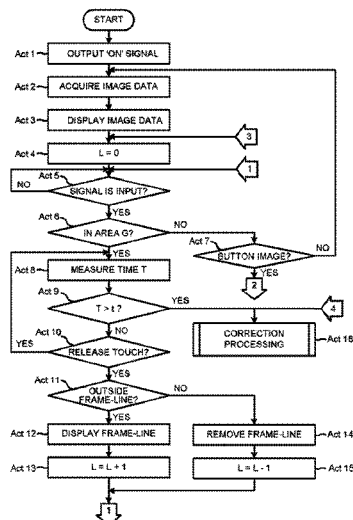 START
Act 1
OUTPUT 'ON' SIGNAL
Act 2
ACQUIRE IMAGE DATA
Act 3
DISPLAY IMAGE DATA
3
Act 4
L = 0
1
Act 5
SIGNAL IS INPUT?
NO
YES
Act 6
IN AREA G?
NO
YES
Act 7
BUTTON IMAGE?
NO
YES
2
Act 8
MEASURE TIME T
Act 9
T > t ?
YES
4
NO
CORRECTION
PROCESSING
Act 16
Act 10
RELEASE TOUCH?
YES
YES
Act 11
OUTSIDE
FRAME-LINE?
NO
YES
Act 12
DISPLAY FRAME-LINE
REMOVE FRAME-LINE
Act 14
Act 13
L = L + 1
L = L - 1
Act 15
1